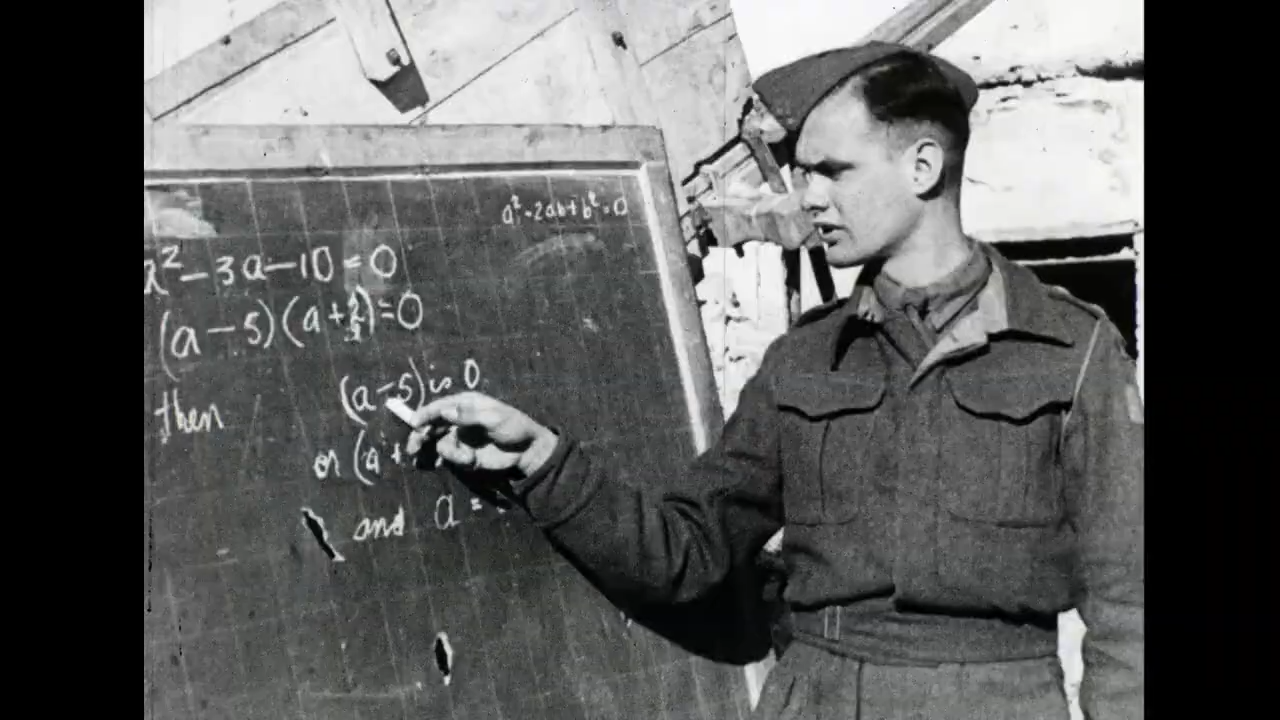 a² - 2ab + b² = 0
a² - 3a - 10 = 0
(a - 5)(a + 2) = 0
then (a - 5) is 0
or (a +
and a =